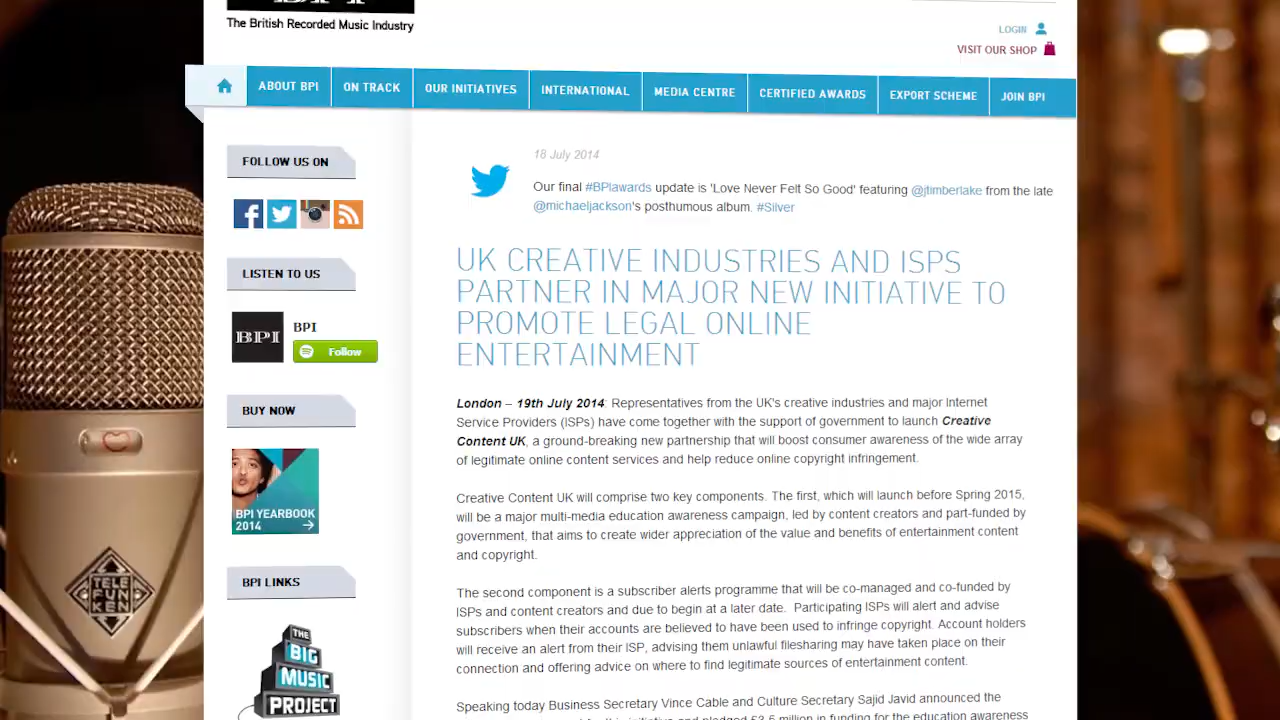 The British Recorded Music Industry
LOGIN
VISIT OUR SHOP
ABOUT BPI
ON TRACK
OUR INITIATIVES
INTERNATIONAL
MEDIA CENTRE
CERTIFIED AWARDS
EXPORT SCHEME
JOIN BPI
FOLLOW US ON
LISTEN TO US
BPI
BPI
Follow
BUY NOW
BPI YEARBOOK
2014
BPI LINKS
THE
BIG
MUSIC
PROJECT
TELE
FUN
KEN
18 July 2014
Our final #BPIawards update is 'Love Never Felt So Good' featuring @jtimberlake from the late
@michaeljackson's posthumous album. #Silver
UK CREATIVE INDUSTRIES AND ISPS
PARTNER IN MAJOR NEW INITIATIVE TO
PROMOTE LEGAL ONLINE
ENTERTAINMENT
London – 19th July 2014: Representatives from the UK's creative industries and major Internet
Service Providers (ISPs) have come together with the support of government to launch Creative
Content UK, a ground-breaking new partnership that will boost consumer awareness of the wide array
of legitimate online content services and help reduce online copyright infringement.
Creative Content UK will comprise two key components. The first, which will launch before Spring 2015,
will be a major multi-media education awareness campaign, led by content creators and part-funded by
government, that aims to create wider appreciation of the value and benefits of entertainment content
and copyright.
The second component is a subscriber alerts programme that will be co-managed and co-funded by
ISPs and content creators and due to begin at a later date. Participating ISPs will alert and advise
subscribers when their accounts are believed to have been used to infringe copyright. Account holders
will receive an alert from their ISP, advising them unlawful filesharing may have taken place on their
connection and offering advice on where to find legitimate sources of entertainment content.
Speaking today Business Secretary Vince Cable and Culture Secretary Sajid Javid announced the
million in funding for the education awareness